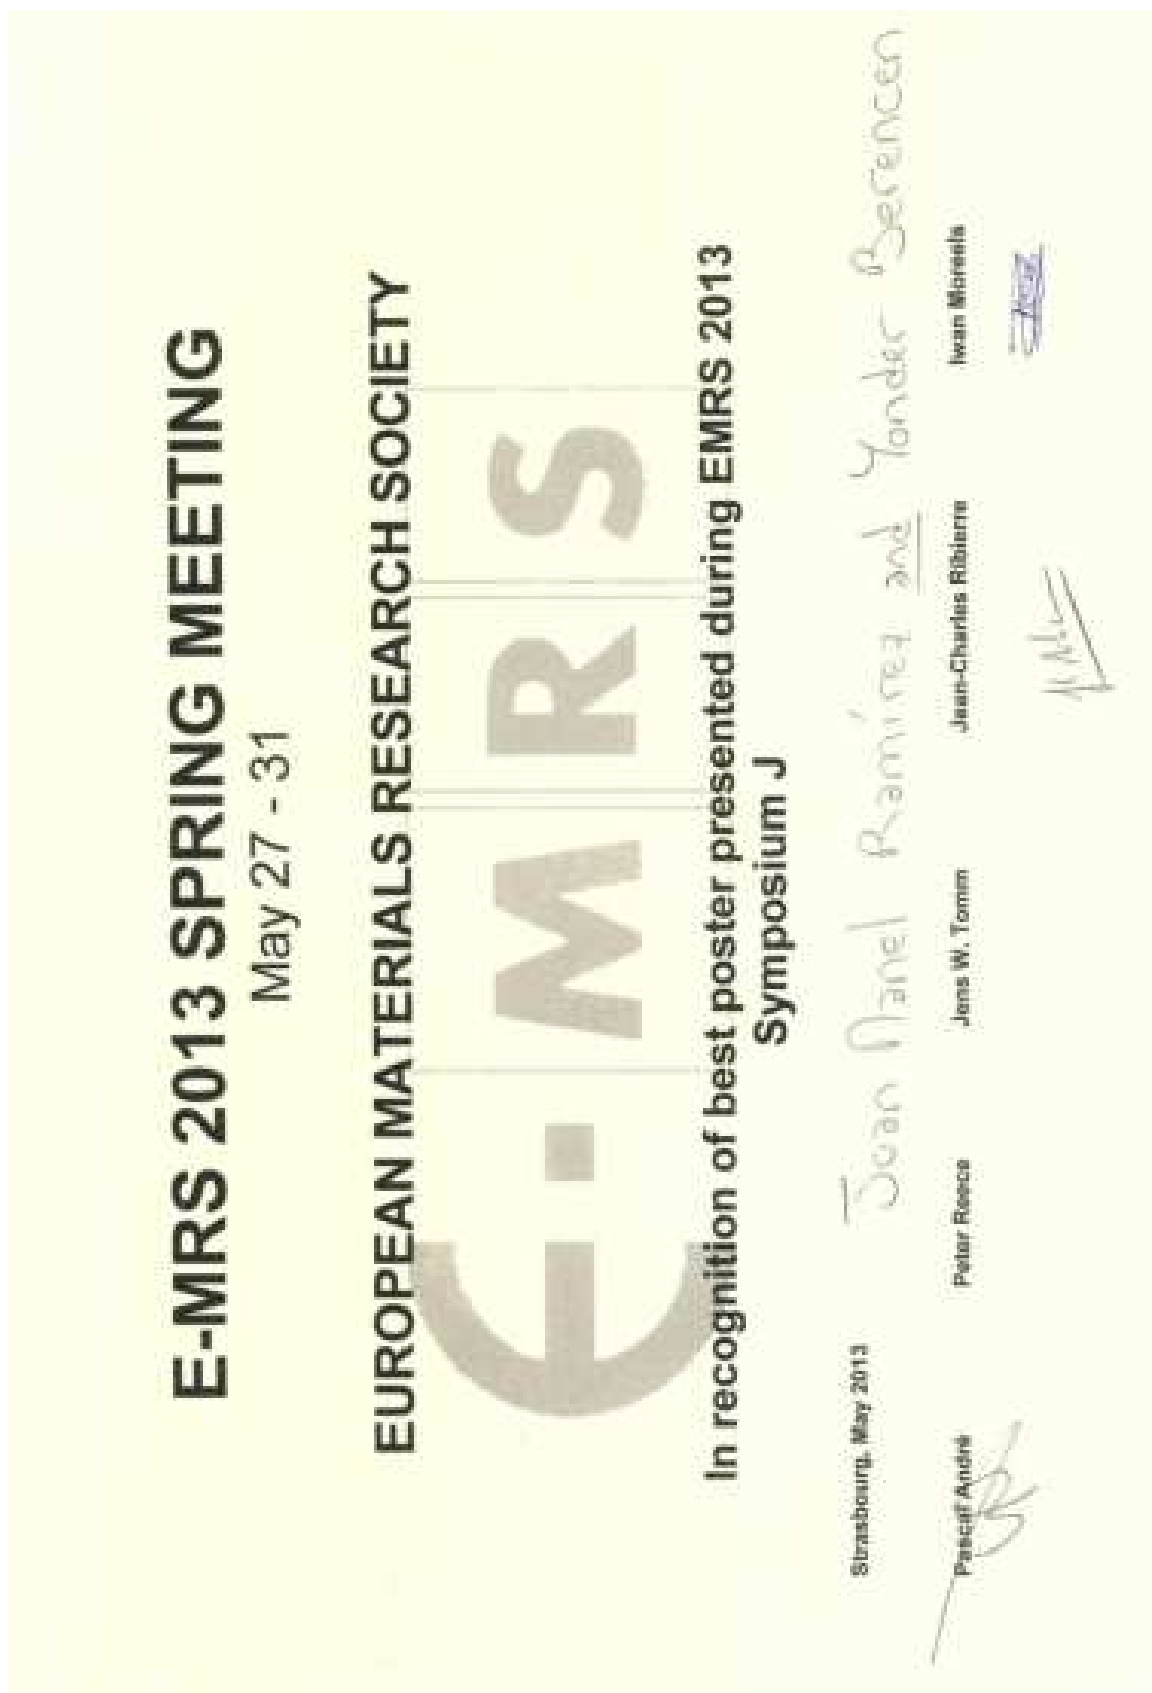 E-MRS 2013 SPRING MEETING
May 27 - 31
EUROPEAN MATERIALS RESEARCH SOCIETY
E-MRS
In recognition of best poster presented during EMRS 2013
Symposium J
Strasbourg, May 2013
Joan Manel Ramírez and Yonder Berencen
Pascal André Peter Reece Jens W. Tomm Jean-Charles Ribierre Iwan Moreels